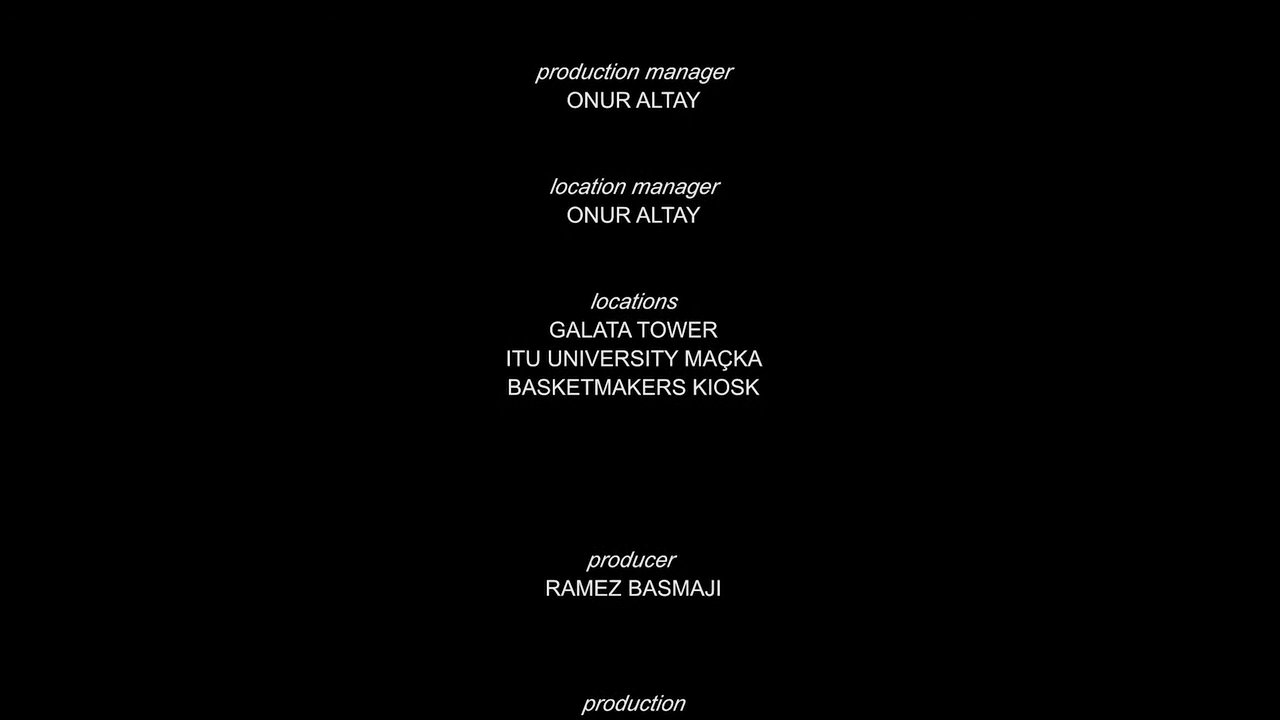 production manager
ONUR ALTAY
location manager
ONUR ALTAY
locations
GALATA TOWER
ITU UNIVERSITY MAÇKA
BASKETMAKERS KIOSK
producer
RAMEZ BASMAJI
production